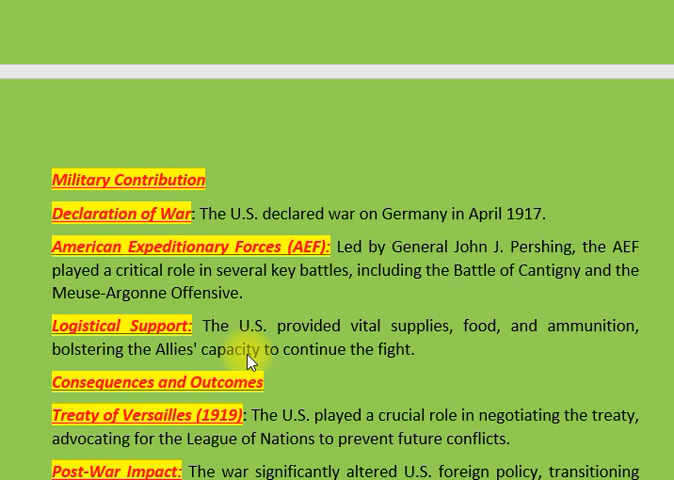 Military Contribution
Declaration of War: The U.S. declared war on Germany in April 1917.
American Expeditionary Forces (AEF): Led by General John J. Pershing, the AEF
played a critical role in several key battles, including the Battle of Cantigny and the
Meuse-Argonne Offensive.
Logistical Support: The U.S. provided vital supplies, food, and ammunition,
bolstering the Allies' capacity to continue the fight.
Consequences and Outcomes
Treaty of Versailles (1919): The U.S. played a crucial role in negotiating the treaty,
advocating for the League of Nations to prevent future conflicts.
Post-War Impact: The war significantly altered U.S. foreign policy, transitioning